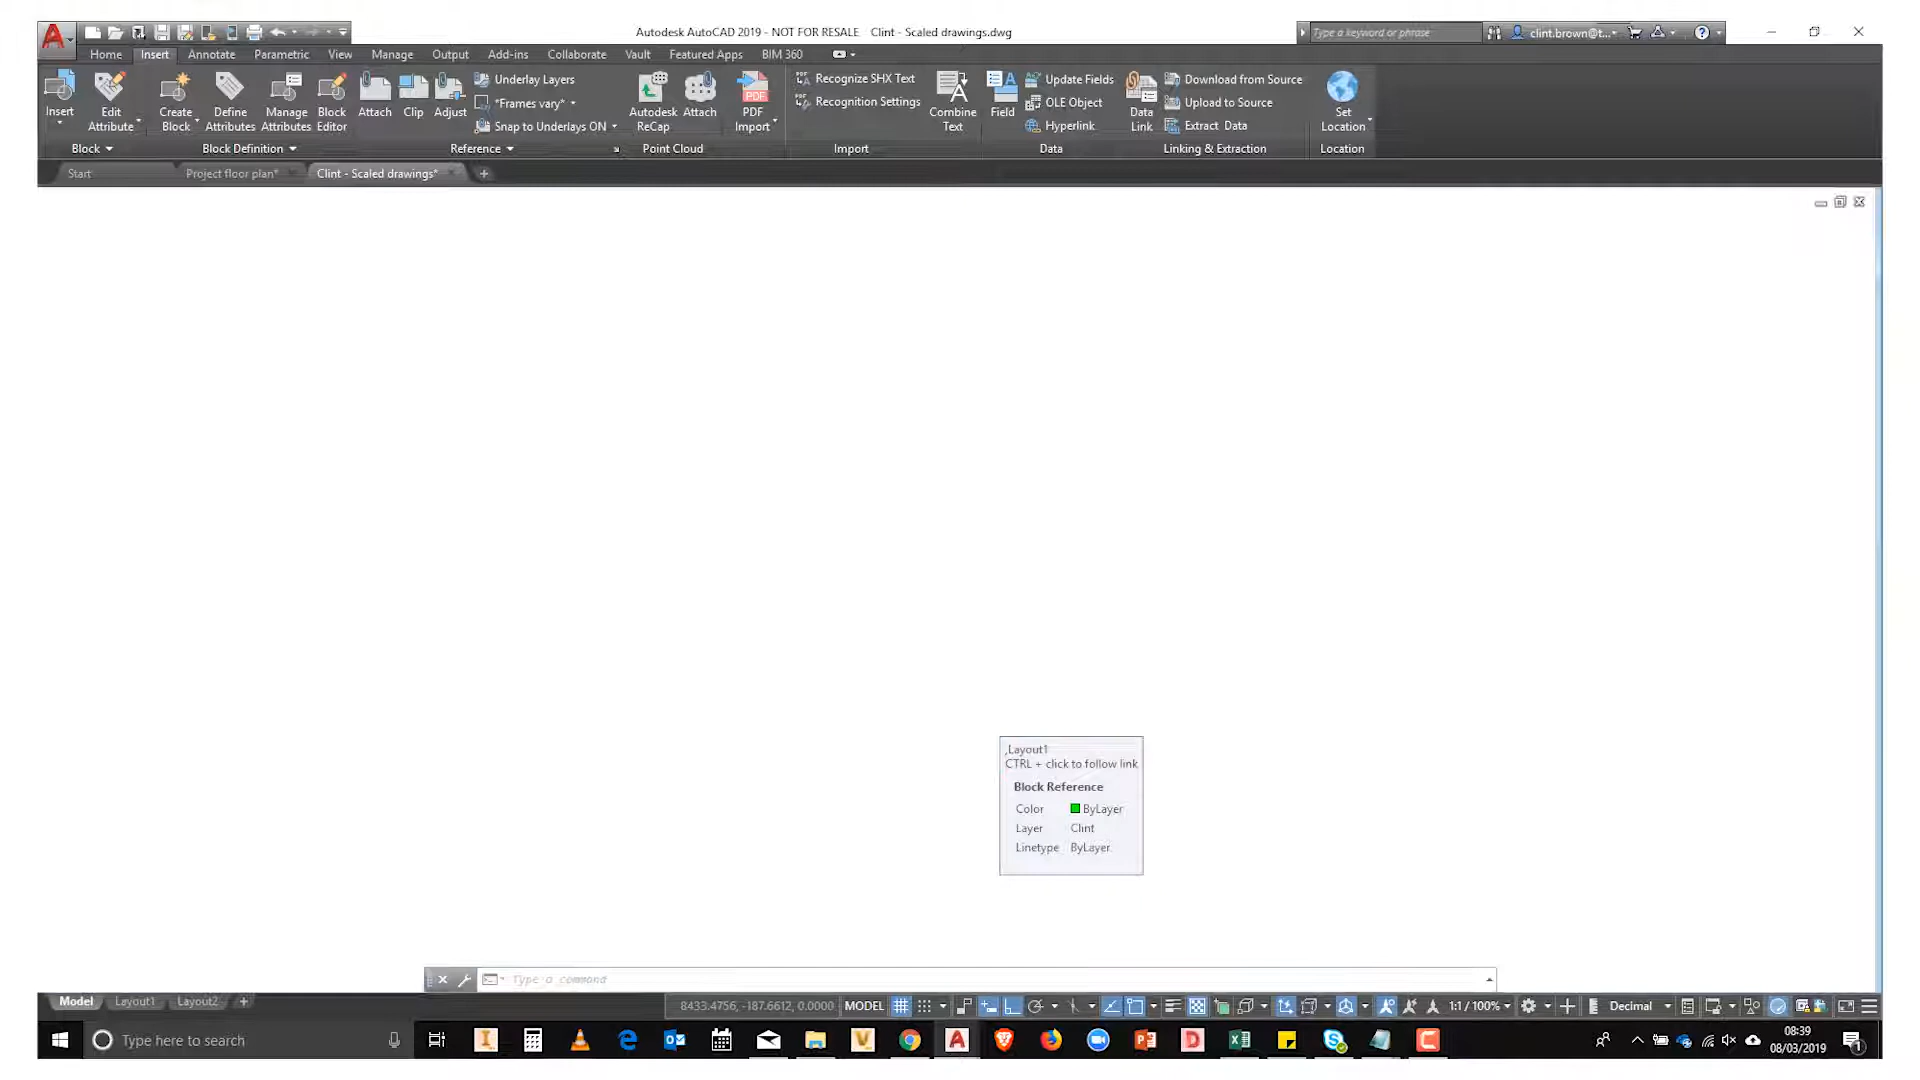 Autodesk AutoCAD 2019 - NOT FOR RESALE Clint - Scaled drawings.dwg
Type a keyword or phrase
clint.brown@t...
Home Insert Annotate Parametric View Manage Output Add-ins Collaborate Vault Featured Apps BIM 360
Insert
Edit Attribute
Create Block
Define Attributes
Manage Attributes
Block Editor
Attach
Clip
Adjust
Underlay Layers
*Frames vary*
Snap to Underlays ON
Autodesk ReCap
Attach
PDF Import
Recognize SHX Text
Recognition Settings
Combine Text
Field
Update Fields
OLE Object
Hyperlink
Data Link
Download from Source
Upload to Source
Extract Data
Set Location
Block Block Definition Reference Point Cloud Import Data Linking & Extraction Location
Start Project floor plan* Clint - Scaled drawings*
,Layout1
CTRL + click to follow link
Block Reference
Color ByLayer
Layer Clint
Linetype ByLayer
Type a command
Model Layout1 Layout2
8433.4756, -187.6612, 0.0000 MODEL 1:1 / 100% Decimal
Type here to search
08:39
08/03/2019